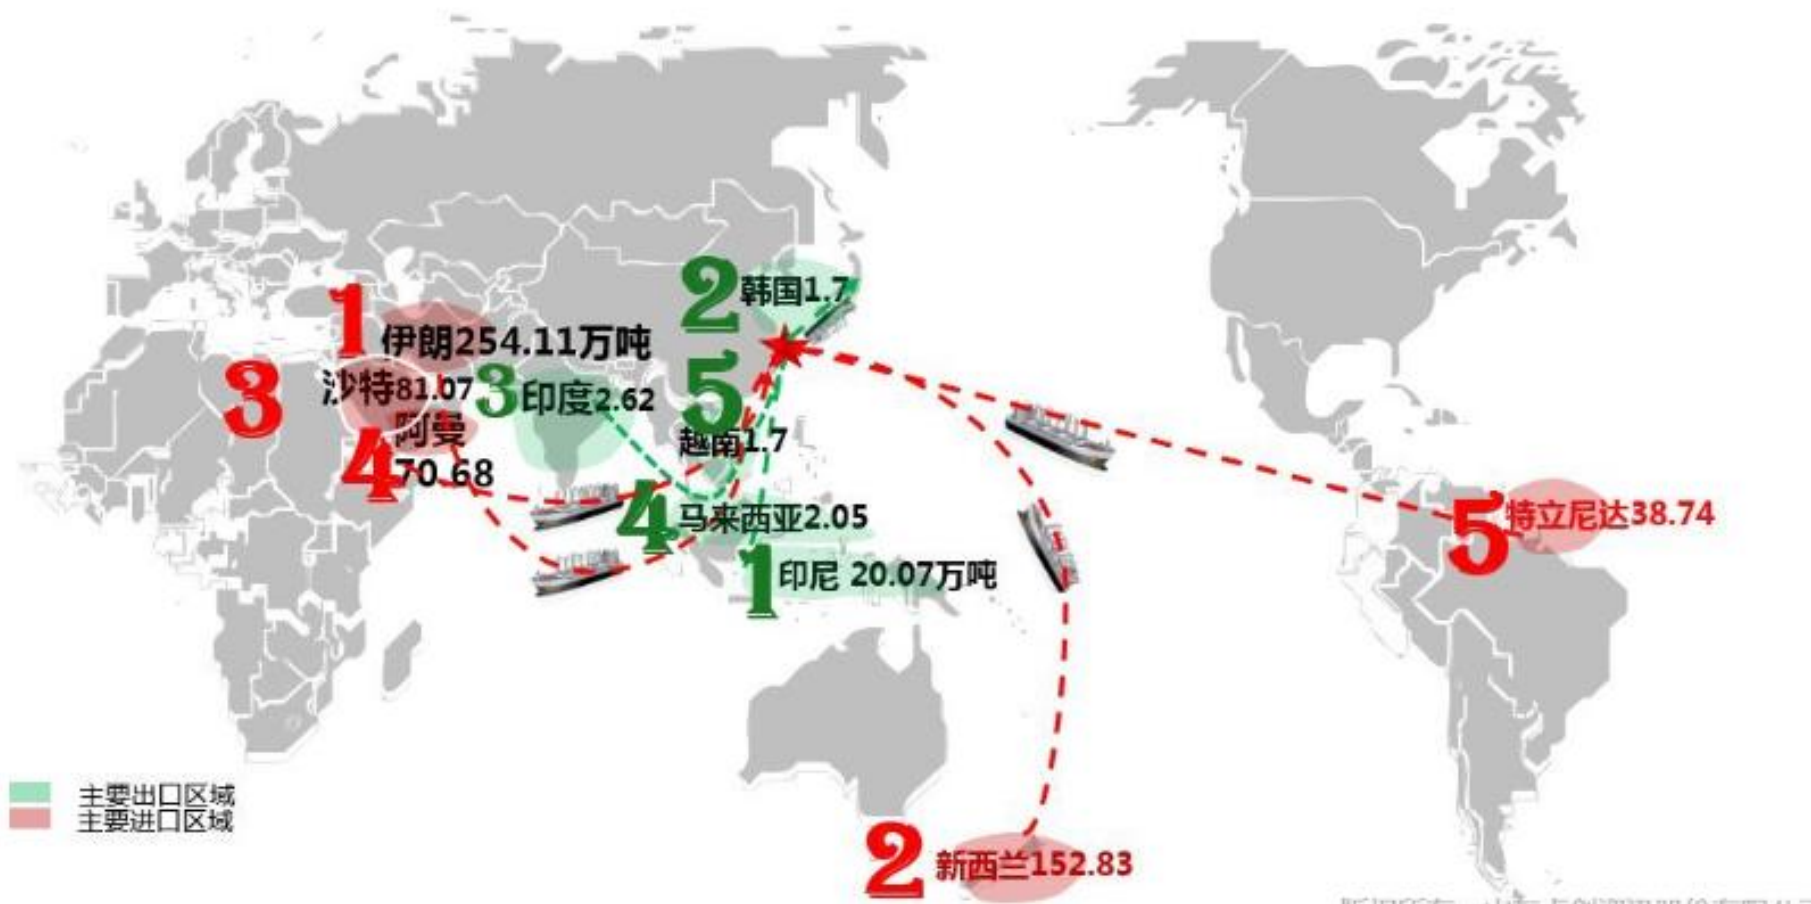 2
韩国1.7
1
伊朗254.11万吨
3
沙特81.07
3
印度2.62
5
越南1.7
阿曼
4
70.68
4
马来西亚2.05
5
特立尼达38.74
1
印尼 20.07万吨
主要出口区域
主要进口区域
2
新西兰152.83